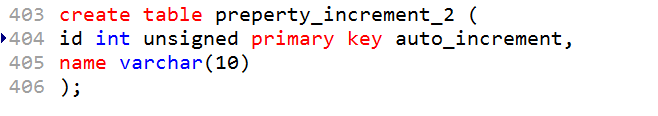 403 create table preperty_increment_2 (
404 id int unsigned primary key auto_increment,
405 name varchar(10)
406 );